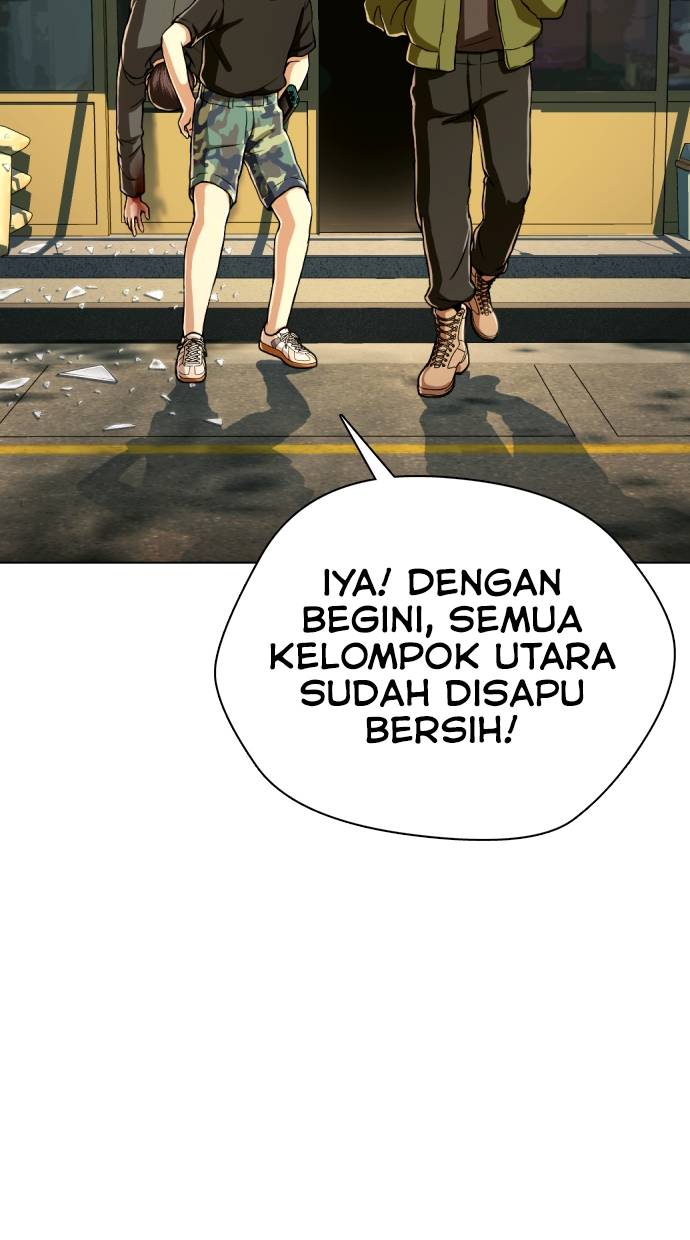 IYA! DENGAN
BEGINI, SEMUA
KELOMPOK UTARA
SUDAH DISAPU
BERSIH!